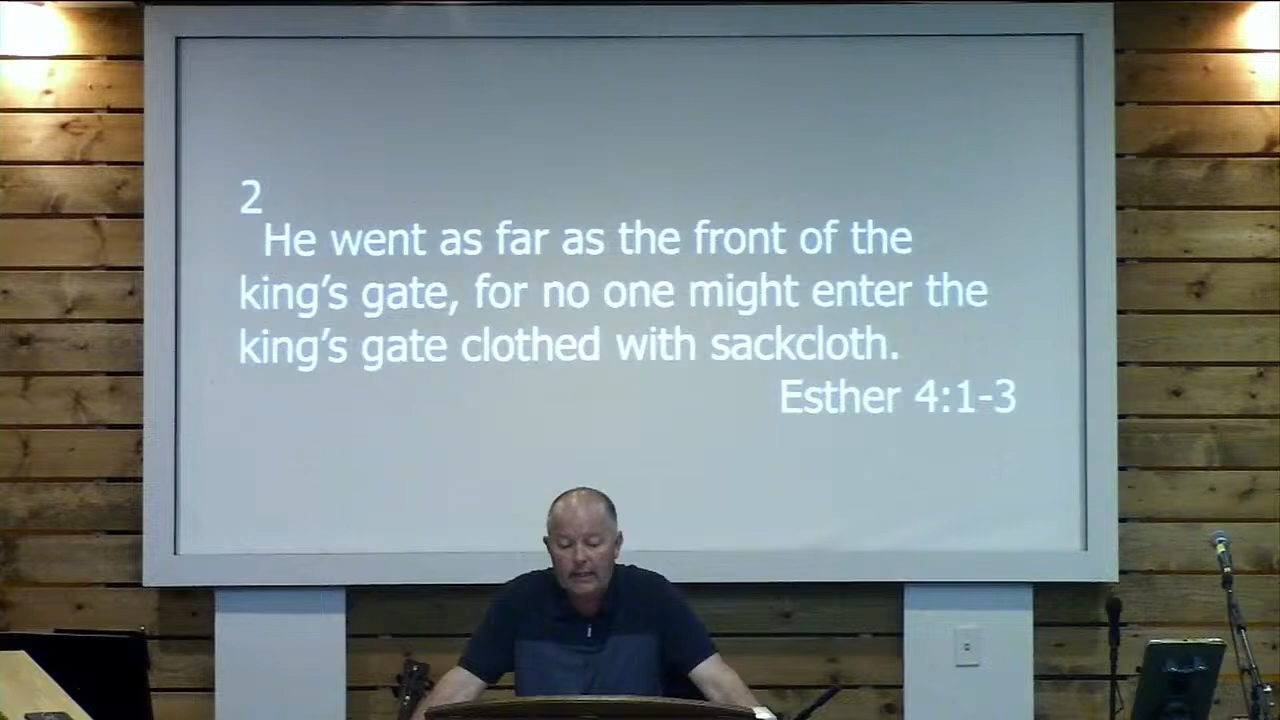 2
He went as far as the front of the
king’s gate, for no one might enter the
king’s gate clothed with sackcloth.
Esther 4:1-3